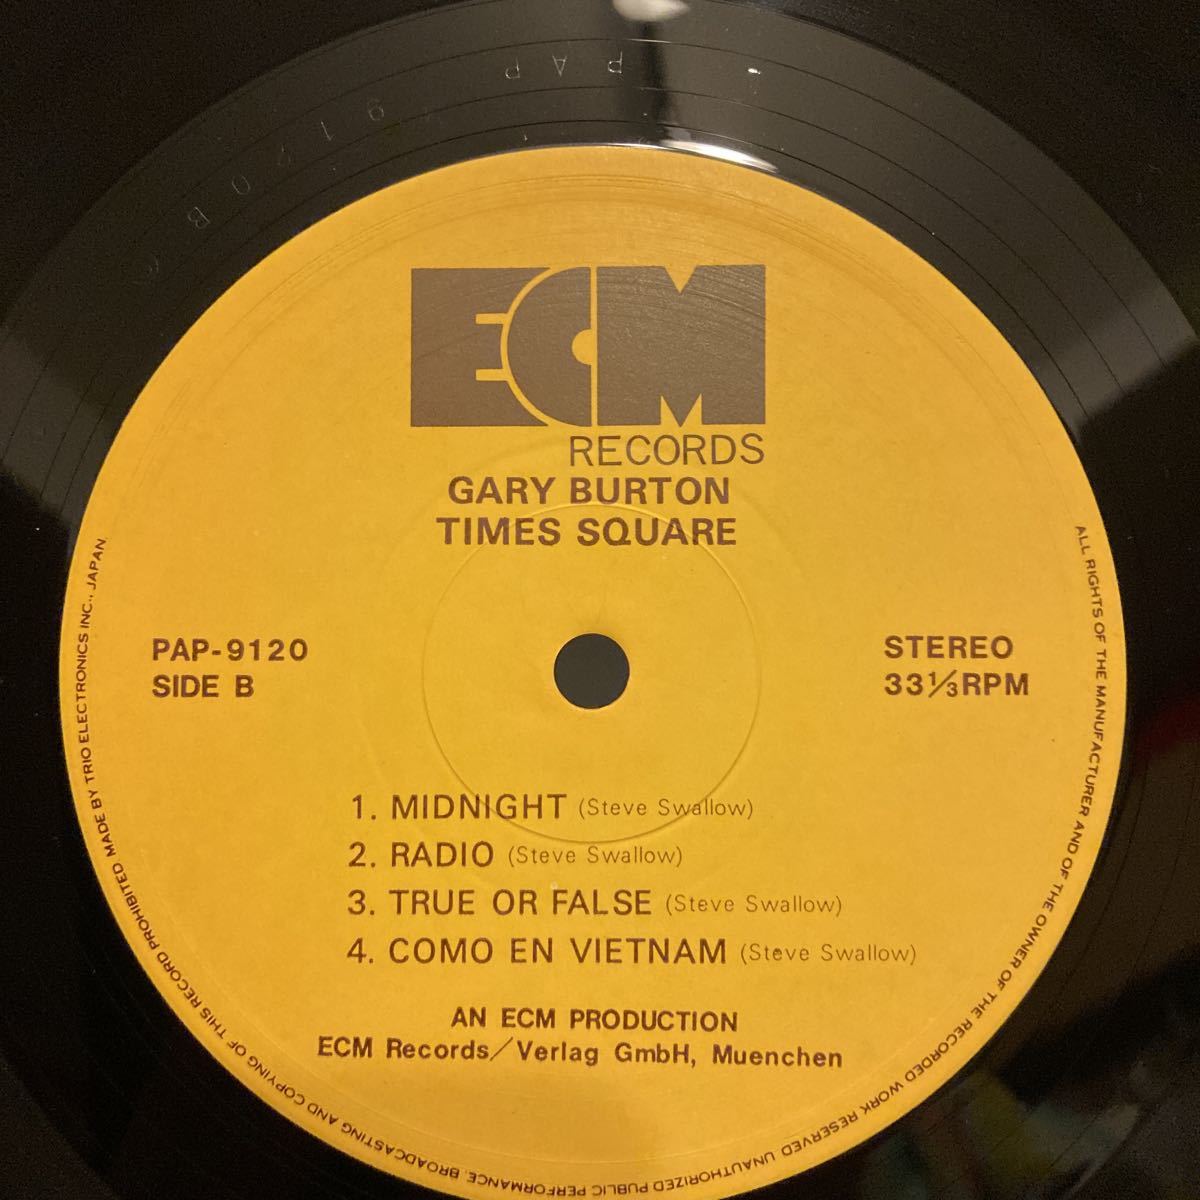 PAP
9120B
ECM
RECORDS
GARY BURTON
TIMES SQUARE
PAP-9120
SIDE B
STEREO
33⅓RPM
1. MIDNIGHT (Steve Swallow)
2. RADIO (Steve Swallow)
3. TRUE OR FALSE (Steve Swallow)
4. COMO EN VIETNAM (Steve Swallow)
AN ECM PRODUCTION
ECM Records/Verlag GmbH, Muenchen
ALL RIGHTS OF THE MANUFACTURER AND OF THE OWNER OF THE RECORDED WORK RESERVED UNAUTHORIZED PUBLIC PERFORMANCE, BROADCASTING AND COPYING OF THIS RECORD PROHIBITED MADE BY TRIO ELECTRONICS INC., JAPAN